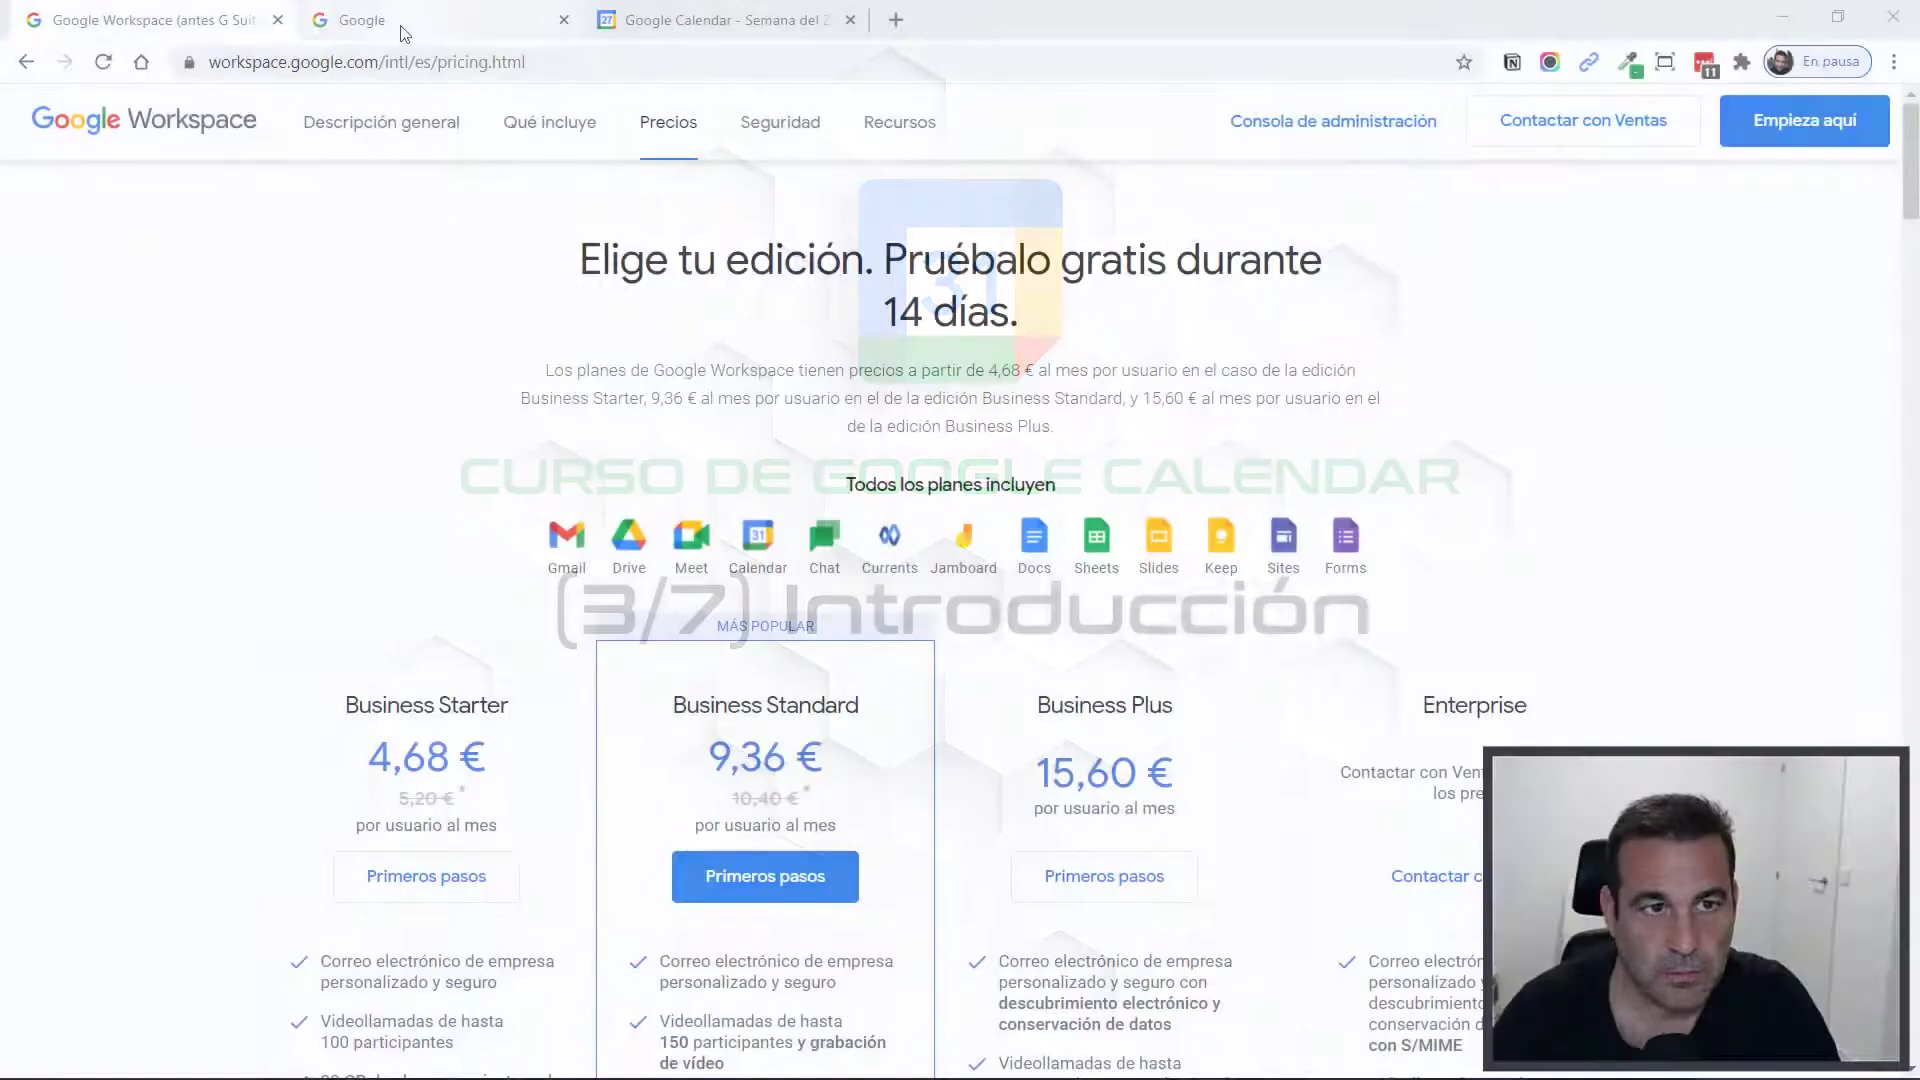 Google Workspace (antes G Suit
Google
Google Calendar - Semana del 2
workspace.google.com/intl/es/pricing.html
11
En pausa
Google Workspace
Descripción general
Qué incluye
Precios
Seguridad
Recursos
Consola de administración
Contactar con Ventas
Empieza aquí
Elige tu edición. Pruébalo gratis durante
14 días.
Los planes de Google Workspace tienen precios a partir de 4,68 € al mes por usuario en el caso de la edición
Business Starter, 9,36 € al mes por usuario en el de la edición Business Standard, y 15,60 € al mes por usuario en el
de la edición Business Plus.
CURSO DE GOOGLE CALENDAR
Todos los planes incluyen
Gmail
Drive
Meet
Calendar
Chat
Currents
Jamboard
Docs
Sheets
Slides
Keep
Sites
Forms
(3/7) Introducción
MÁS POPULAR
Business Starter
4,68 €
5,20 € *
por usuario al mes
Primeros pasos
Correo electrónico de empresa
personalizado y seguro
Videollamadas de hasta
100 participantes
Business Standard
9,36 €
10,40 € *
por usuario al mes
Primeros pasos
Correo electrónico de empresa
personalizado y seguro
Videollamadas de hasta
150 participantes y grabación
de vídeo
Business Plus
15,60 €
por usuario al mes
Primeros pasos
Correo electrónico de empresa
personalizado y seguro con
descubrimiento electrónico y
conservación de datos
Videollamadas de hasta
Enterprise
Contactar con Ven
los pre
Contactar c
Correo electró
personalizado y
descubrimiento
conservación d
con S/MIME